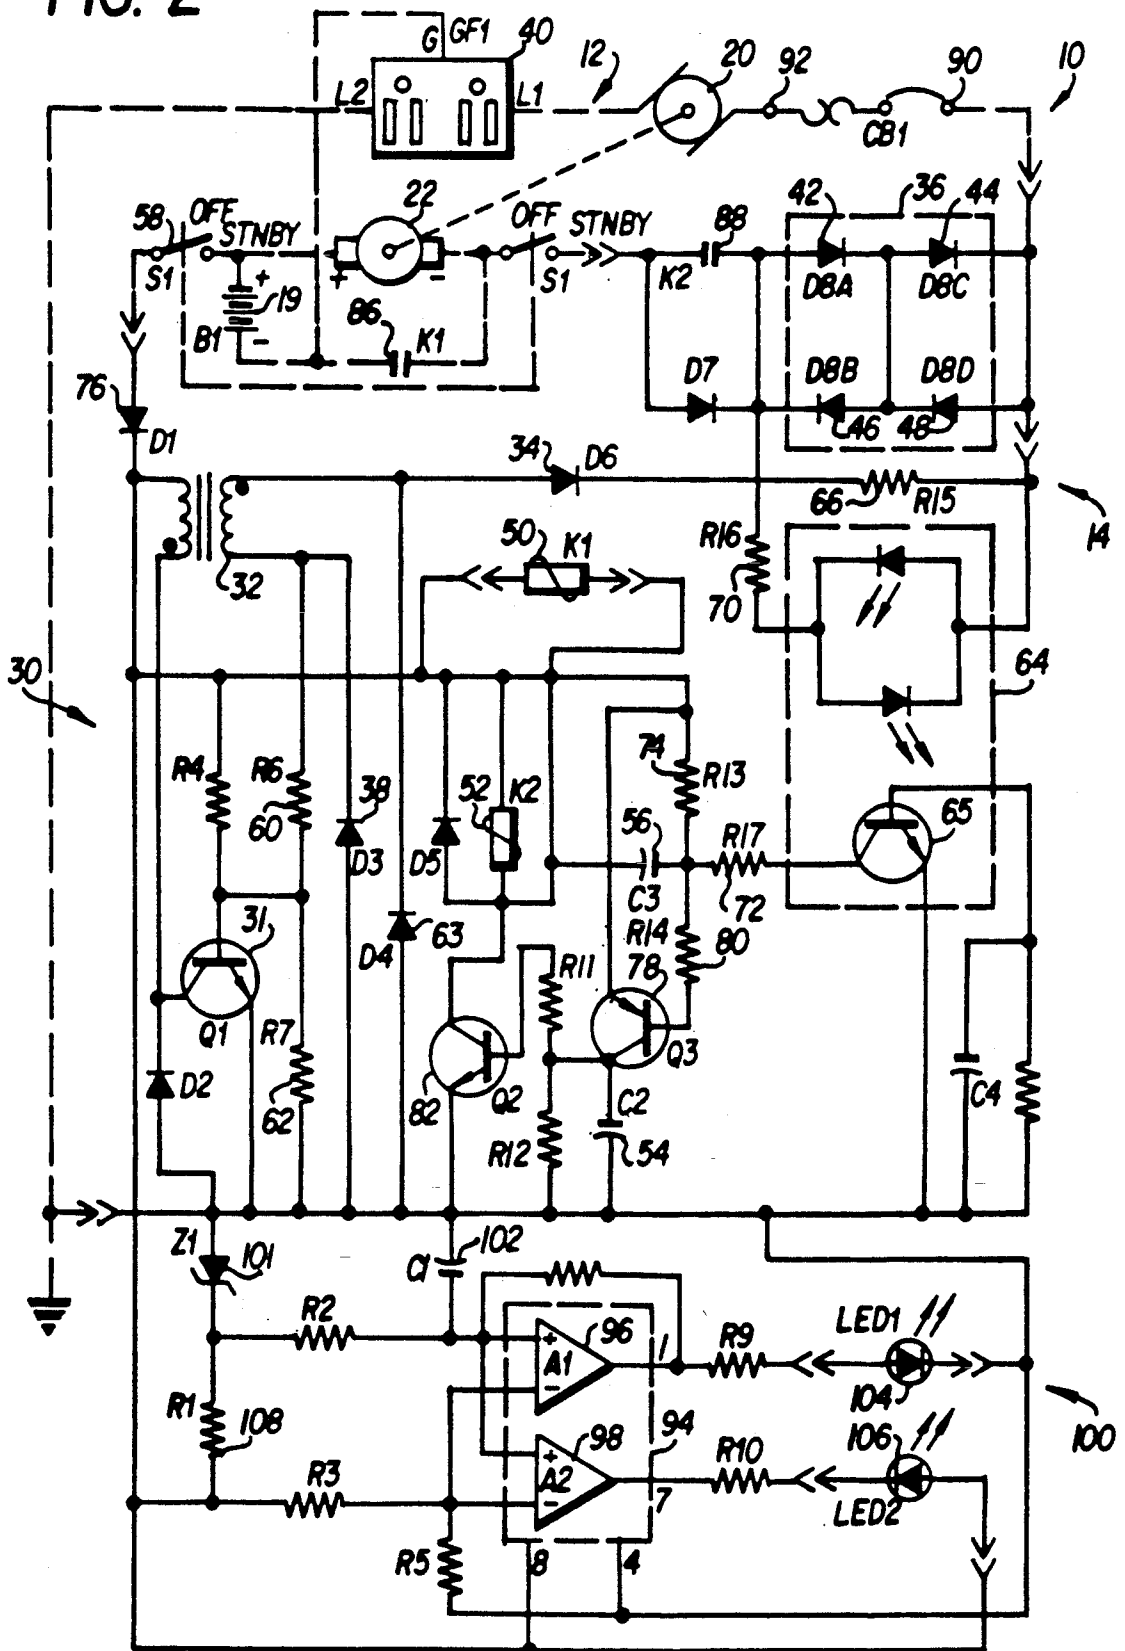 FIG. 2
G GF1 40
12 20 92 90 10
L2 L1
CB1
58 OFF STNBY 22 OFF STNBY 88 42 36 44
+ -
S1 + 19 S1 K2 D8A D8C
B1 - 86 K1
76 D7 D8B D8D
46 48
D1
34 D6
66 R15 14
50 K1 R16
32 70
30 64
R4 R6 38 52 K2 74 R13
60 56 R17 65
D3 D5
C3 72
31 D4 63 R14 80
R11 78
Q1 R7 Q3
D2 62 82 Q2 C2 C4
R12 54
Z1 101 C1 102
R2 LED1
+ 96 1 R9
A1
- 104
R1 108 94 106 100
+ 98 R10
R3 A2
- 7 LED2
R5 8 4